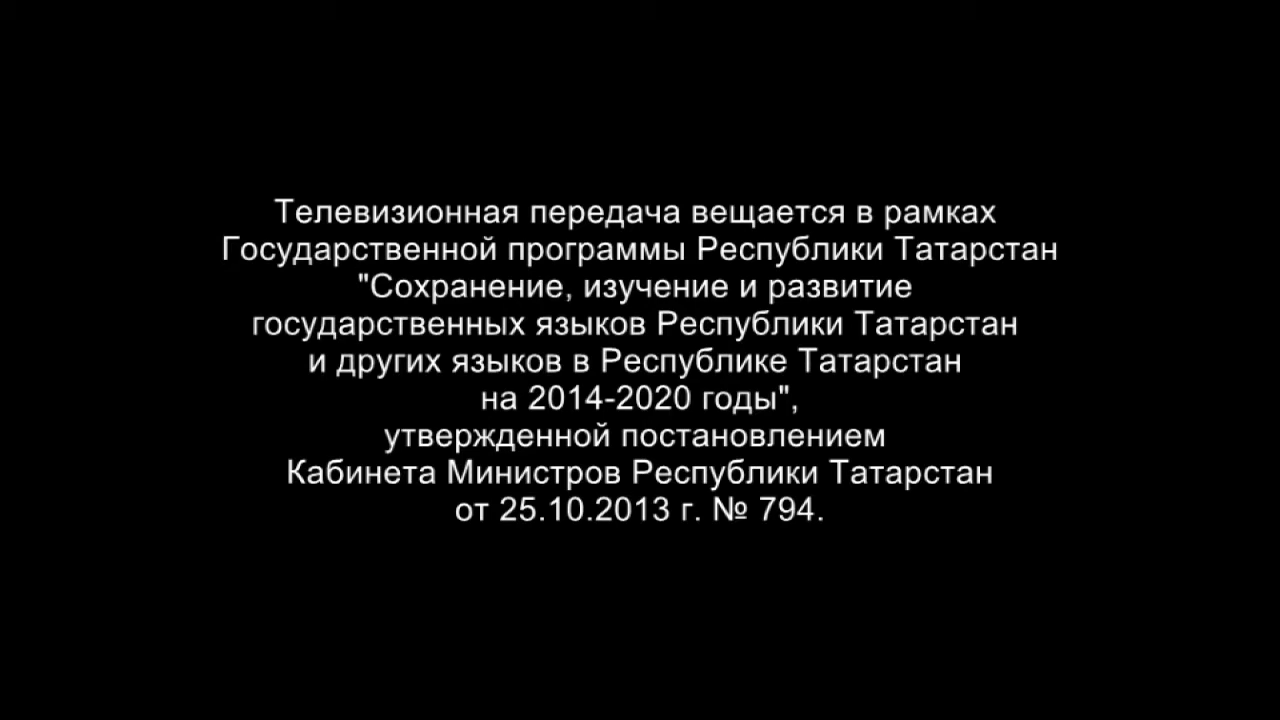 Телевизионная передача вещается в рамках
Государственной программы Республики Татарстан
"Сохранение, изучение и развитие
государственных языков Республики Татарстан
и других языков в Республике Татарстан
на 2014-2020 годы",
утвержденной постановлением
Кабинета Министров Республики Татарстан
от 25.10.2013 г. № 794.